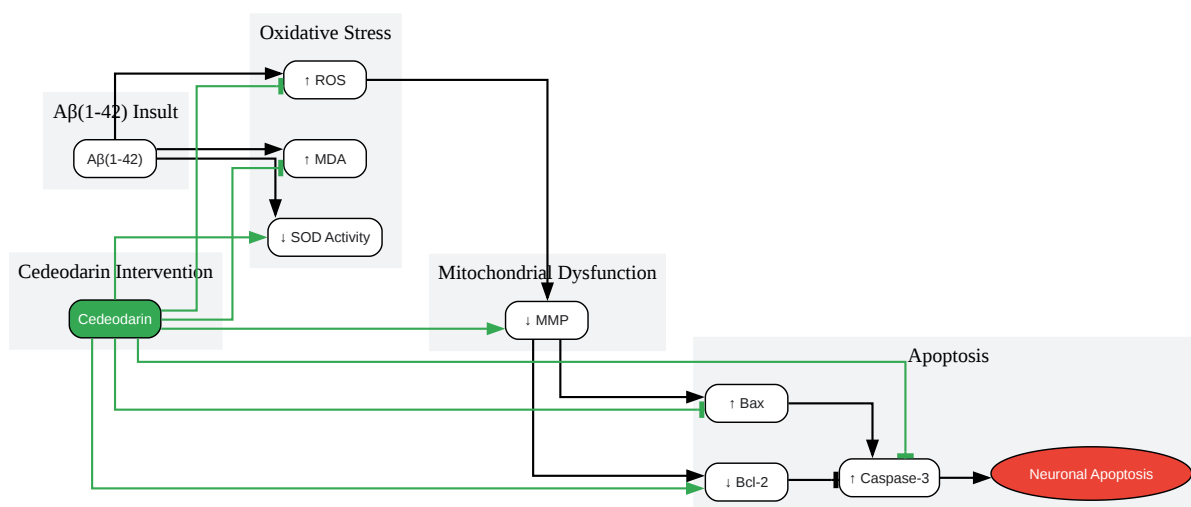 Oxidative Stress
↑ ROS
Aβ(1-42) Insult
Aβ(1-42)
↑ MDA
↓ SOD Activity
Cedeodarin Intervention
Cedeodarin
Mitochondrial Dysfunction
↓ MMP
Apoptosis
↑ Bax
↓ Bcl-2
↑ Caspase-3
Neuronal Apoptosis